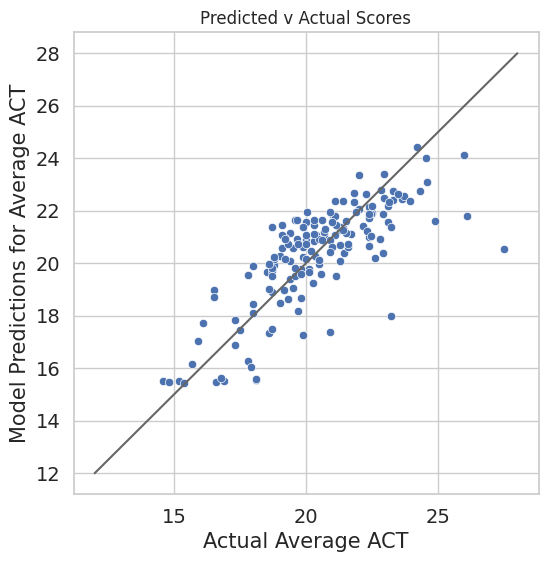 Predicted v Actual Scores
Model Predictions for Average ACT
28
26
24
22
20
18
16
14
12
15 20 25
Actual Average ACT